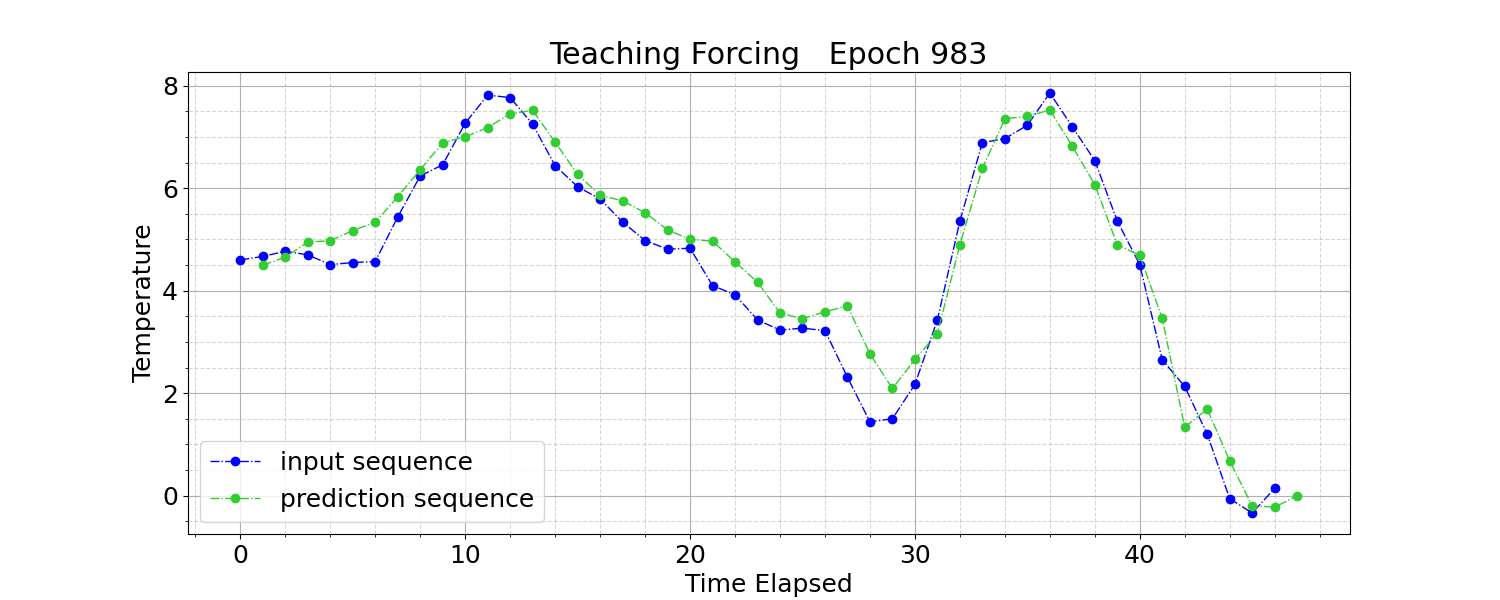 Teaching Forcing   Epoch 983
8
6
4
2
0
Temperature
input sequence
prediction sequence
0 10 20 30 40
Time Elapsed